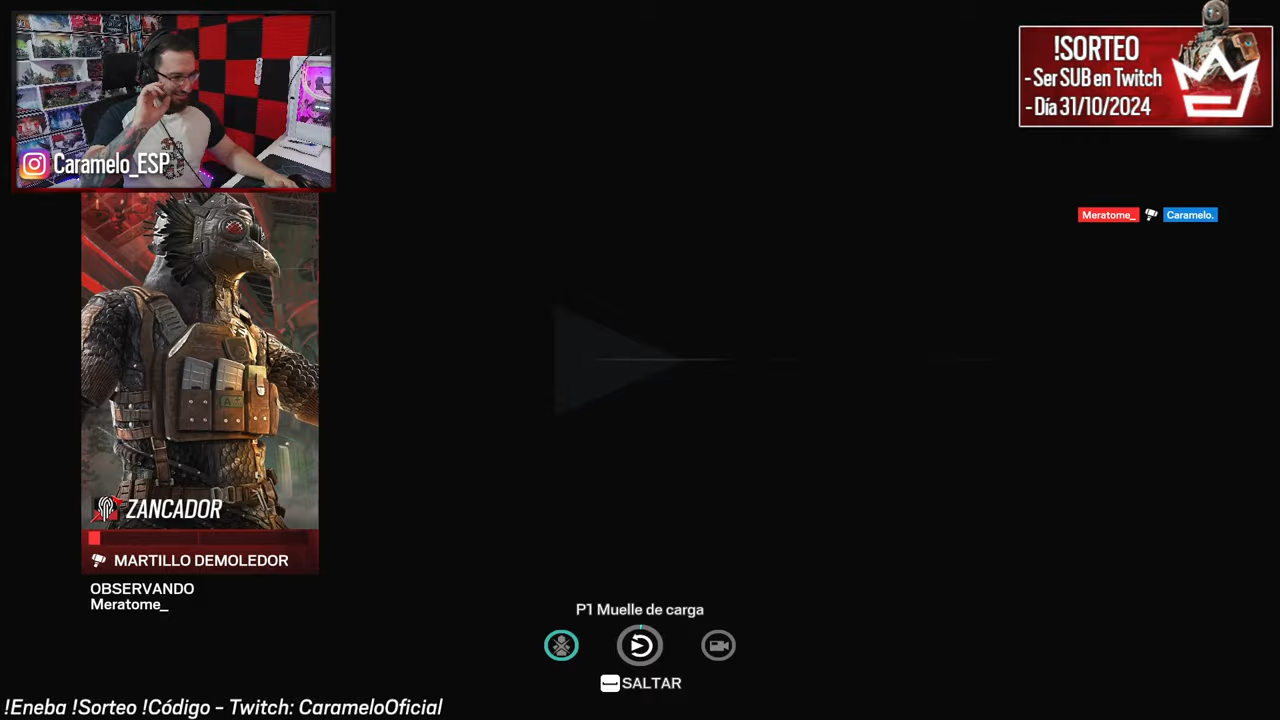 Caramelo_ESP
!SORTEO
- Ser SUB en Twitch
- Día 31/10/2024
Meratome_ Caramelo.
ZANCADOR
MARTILLO DEMOLEDOR
OBSERVANDO
Meratome_
P1 Muelle de carga
SALTAR
!Eneba !Sorteo !Código - Twitch: CarameloOficial